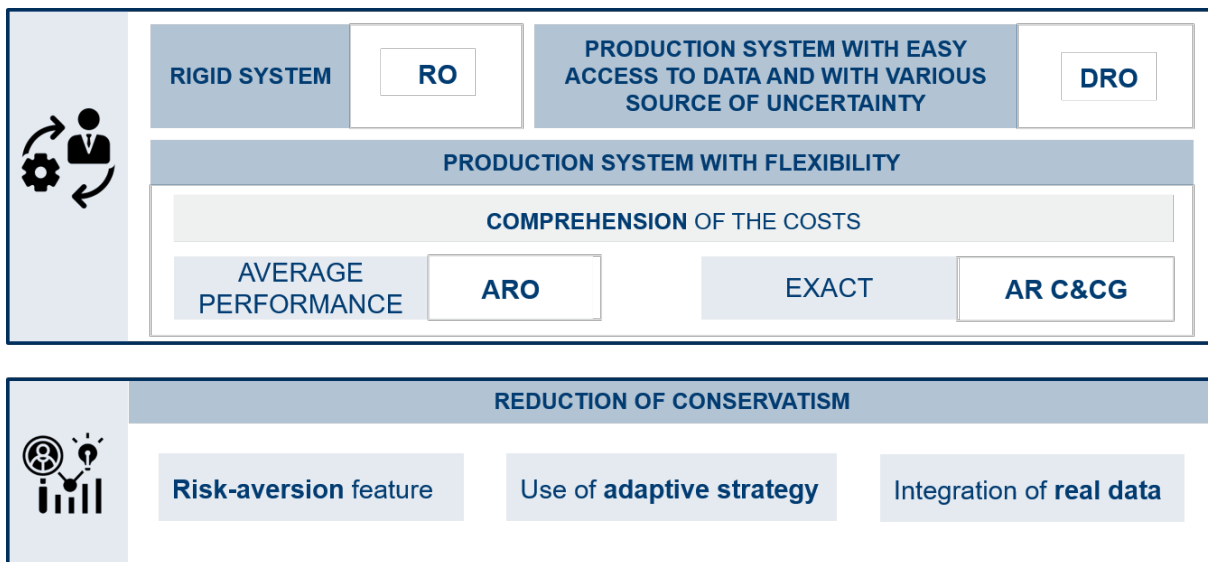 RIGID SYSTEM
RO
PRODUCTION SYSTEM WITH EASY
ACCESS TO DATA AND WITH VARIOUS
SOURCE OF UNCERTAINTY
DRO
PRODUCTION SYSTEM WITH FLEXIBILITY
COMPREHENSION OF THE COSTS
AVERAGE
PERFORMANCE
ARO
EXACT
AR C&CG
REDUCTION OF CONSERVATISM
Risk-aversion feature
Use of adaptive strategy
Integration of real data